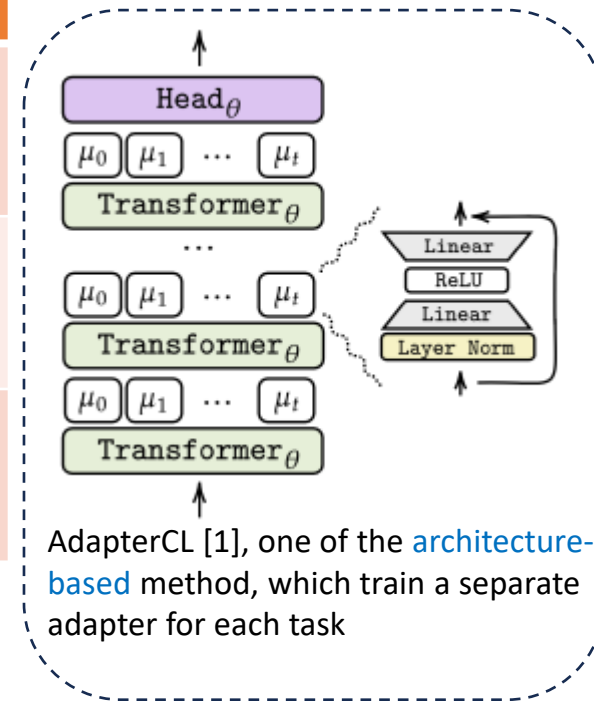 Head_θ
μ_0 μ_1 ... μ_t
Transformer_θ
...
μ_0 μ_1 ... μ_t
Transformer_θ
μ_0 μ_1 ... μ_t
Transformer_θ
Linear
ReLU
Linear
Layer Norm
AdapterCL [1], one of the architecture-
based method, which train a separate
adapter for each task